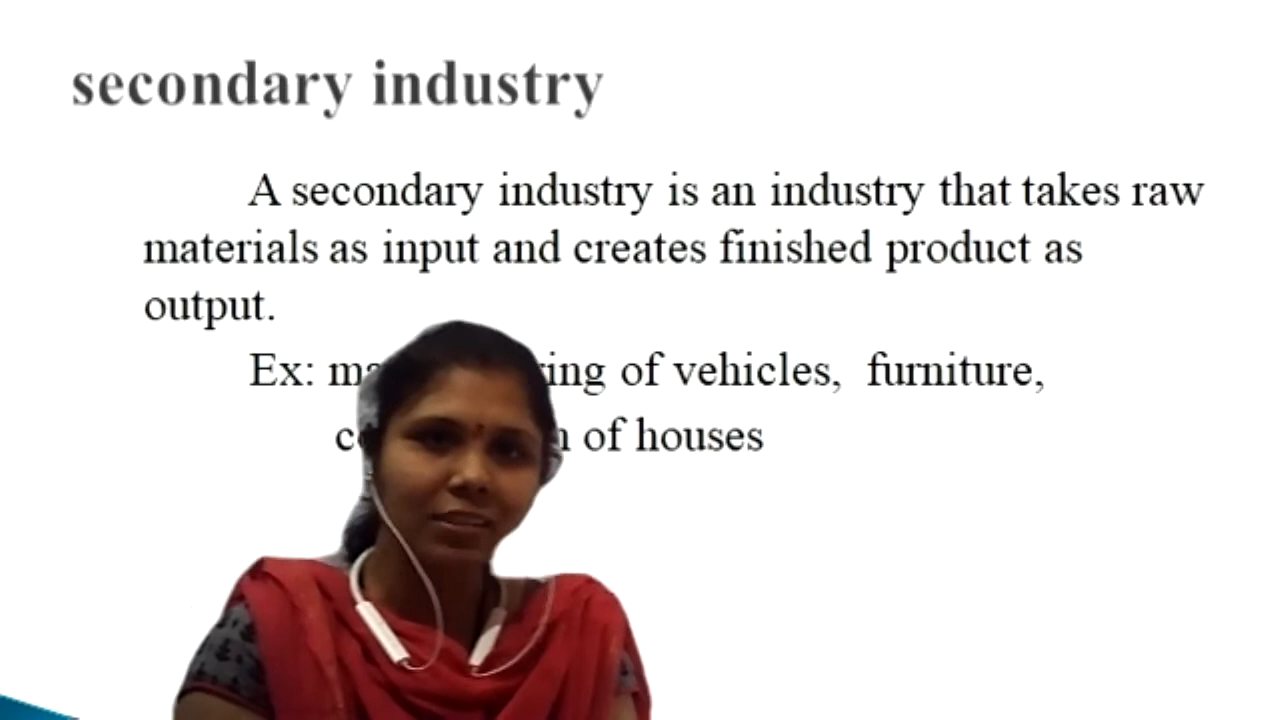 secondary industry
A secondary industry is an industry that takes raw
materials as input and creates finished product as
output.
Ex: of vehicles, furniture,
of houses